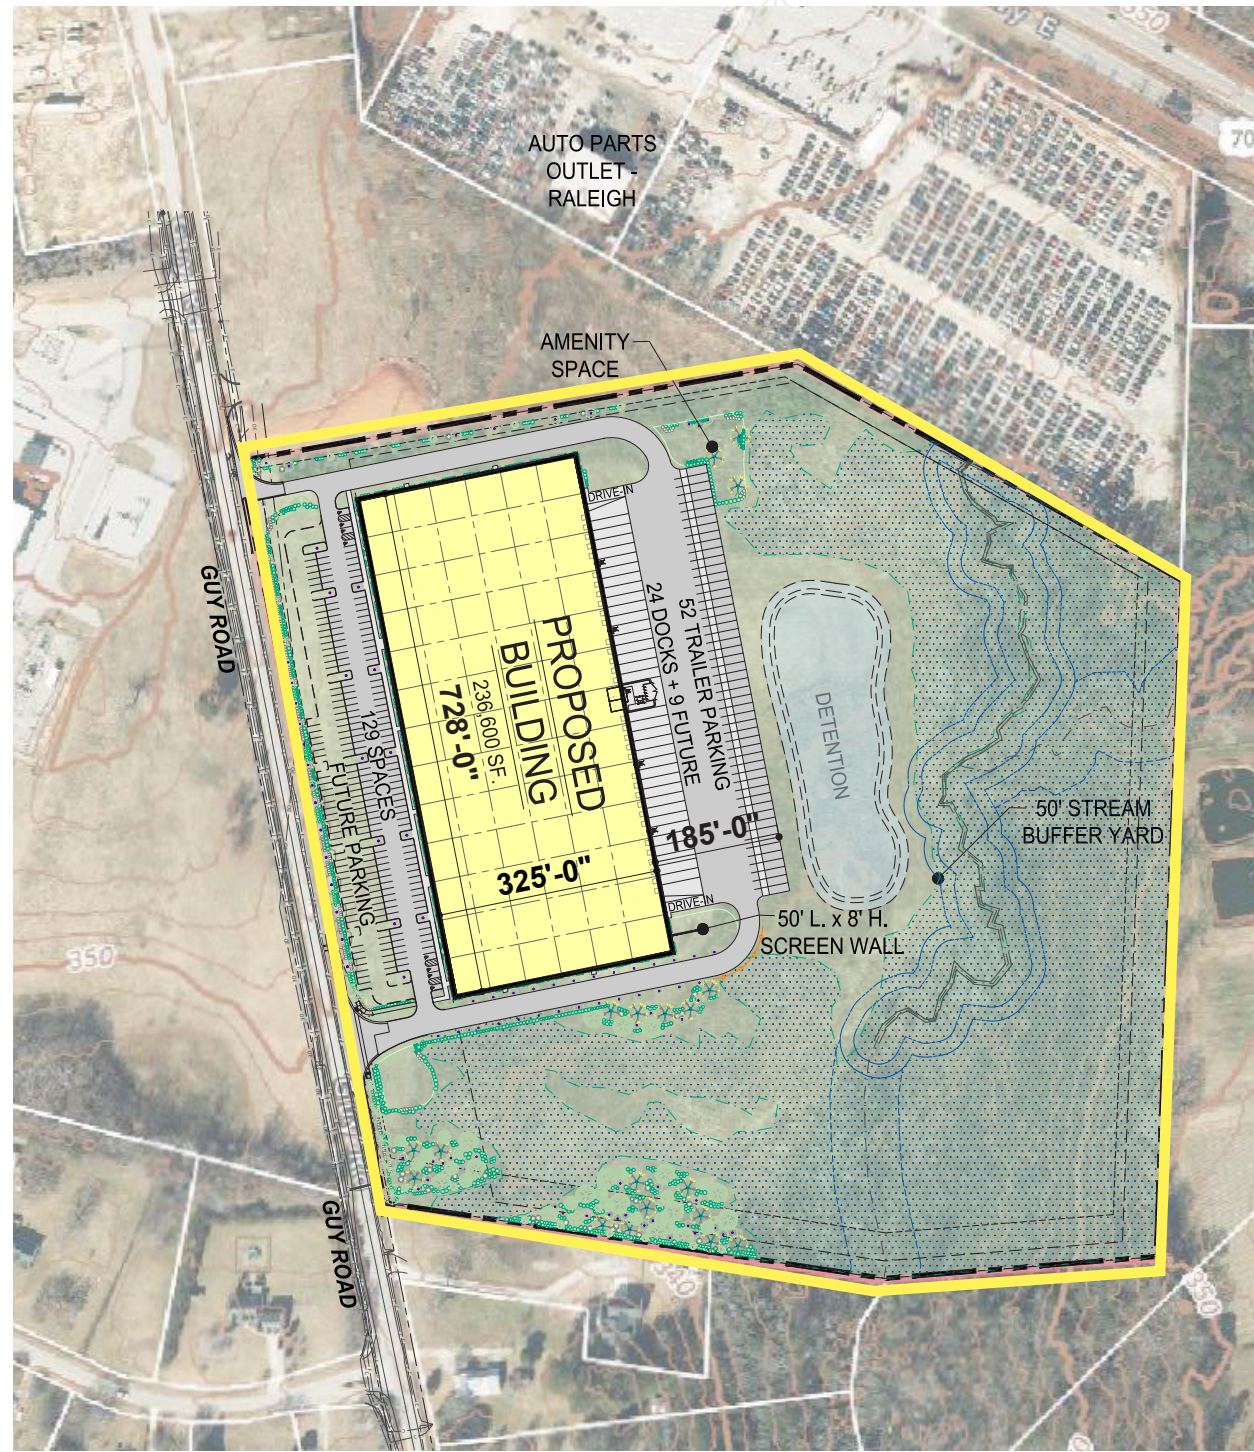 350
70
AUTO PARTS
OUTLET -
RALEIGH
AMENITY
SPACE
DRIVE-IN
GUY ROAD
52 TRAILER PARKING
24 DOCKS + 9 FUTURE
PROPOSED
BUILDING
236,600 SF.
728'-0"
129 SPACES
FUTURE PARKING
DETENTION
50' STREAM
BUFFER YARD
185'-0"
325'-0"
DRIVE-IN
50' L. x 8' H.
SCREEN WALL
350
GUY ROAD
350